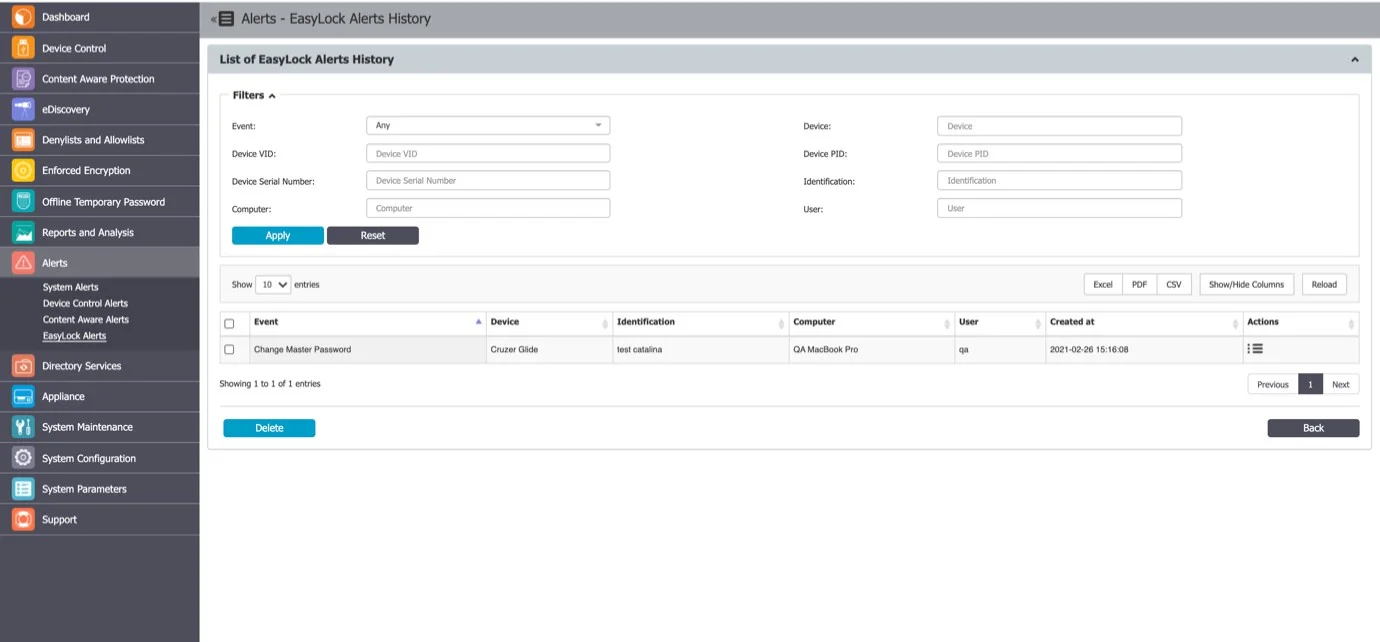 Dashboard
Device Control
Content Aware Protection
eDiscovery
Denylists and Allowlists
Enforced Encryption
Offline Temporary Password
Reports and Analysis
Alerts
System Alerts
Device Control Alerts
Content Aware Alerts
EasyLock Alerts
Directory Services
Appliance
System Maintenance
System Configuration
System Parameters
Support
Alerts - EasyLock Alerts History
List of EasyLock Alerts History
Filters
Event: Any Device: Device
Device VID: Device VID Device PID: Device PID
Device Serial Number: Device Serial Number Identification: Identification
Computer: Computer User: User
Apply Reset
Show 10 entries Excel PDF CSV Show/Hide Columns Reload
Event Device Identification Computer User Created at Actions
Change Master Password Cruzer Glide test catalina QA MacBook Pro qa 2021-02-26 15:16:08
Showing 1 to 1 of 1 entries Previous 1 Next
Delete Back